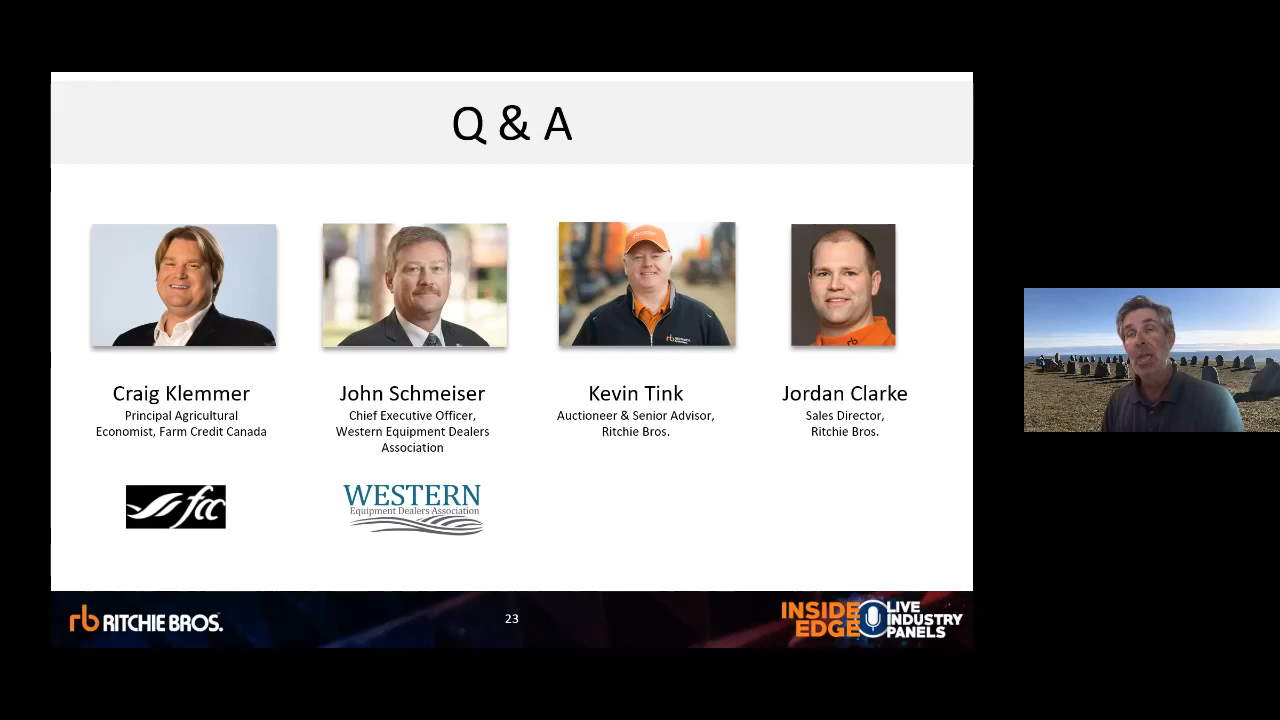 Q & A
Craig Klemmer
Principal Agricultural
Economist, Farm Credit Canada
John Schmeiser
Chief Executive Officer,
Western Equipment Dealers
Association
Kevin Tink
Auctioneer & Senior Advisor,
Ritchie Bros.
Jordan Clarke
Sales Director,
Ritchie Bros.
fcc
WESTERN
Equipment Dealers Association
rb RITCHIE BROS.
23
INSIDE EDGE
LIVE INDUSTRY PANELS